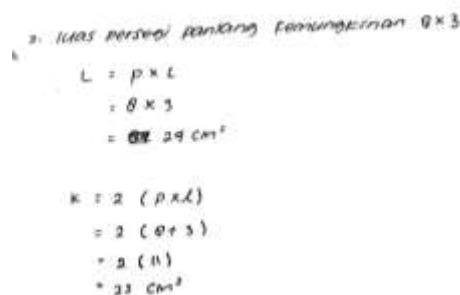 2. luas persegi panjang kemungkinan 8 x 3
L = p x l
= 8 x 3
= 24 cm²
K = 2 (p x l)
= 2 (8 + 3)
= 2 (11)
= 22 cm²